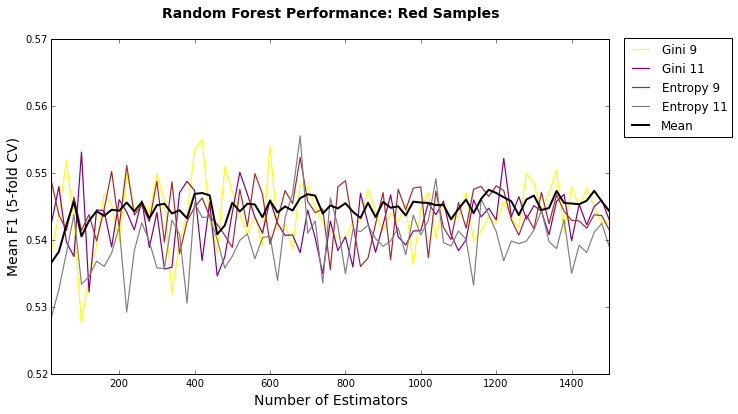 Random Forest Performance: Red Samples
0.57
0.56
0.55
0.54
0.53
0.52
Mean F1 (5-fold CV)
200
400
600
800
1000
1200
1400
Number of Estimators
Gini 9
Gini 11
Entropy 9
Entropy 11
Mean